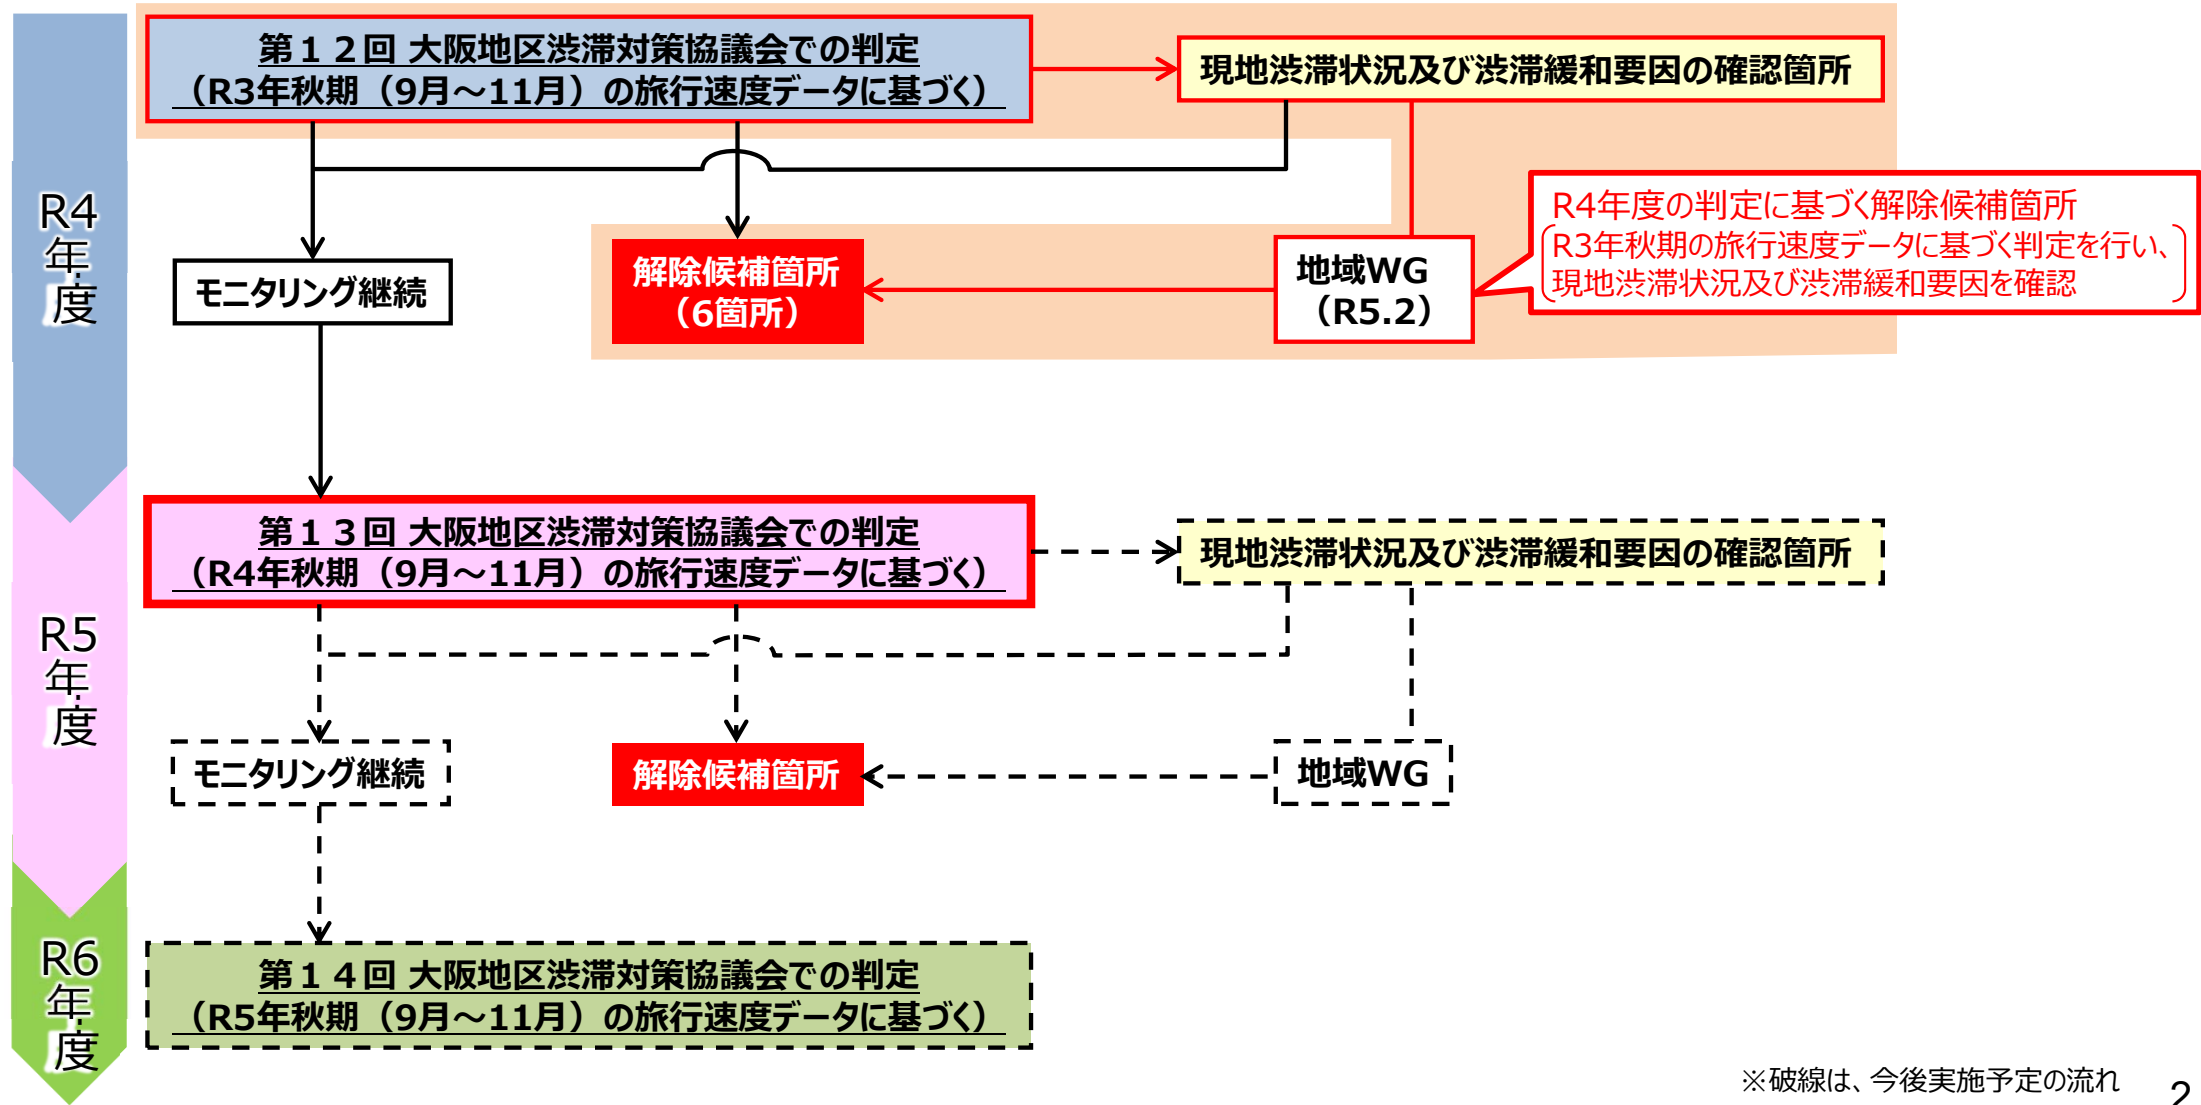 R4年度
第１２回 大阪地区渋滞対策協議会での判定
（R3年秋期（9月～11月）の旅行速度データに基づく）
現地渋滞状況及び渋滞緩和要因の確認箇所
モニタリング継続
解除候補箇所
（6箇所）
地域WG
（R5.2）
R4年度の判定に基づく解除候補箇所
R3年秋期の旅行速度データに基づく判定を行い、
現地渋滞状況及び渋滞緩和要因を確認
R5年度
第１３回 大阪地区渋滞対策協議会での判定
（R4年秋期（9月～11月）の旅行速度データに基づく）
現地渋滞状況及び渋滞緩和要因の確認箇所
モニタリング継続
解除候補箇所
地域WG
R6年度
第１４回 大阪地区渋滞対策協議会での判定
（R5年秋期（9月～11月）の旅行速度データに基づく）
※破線は、今後実施予定の流れ
2